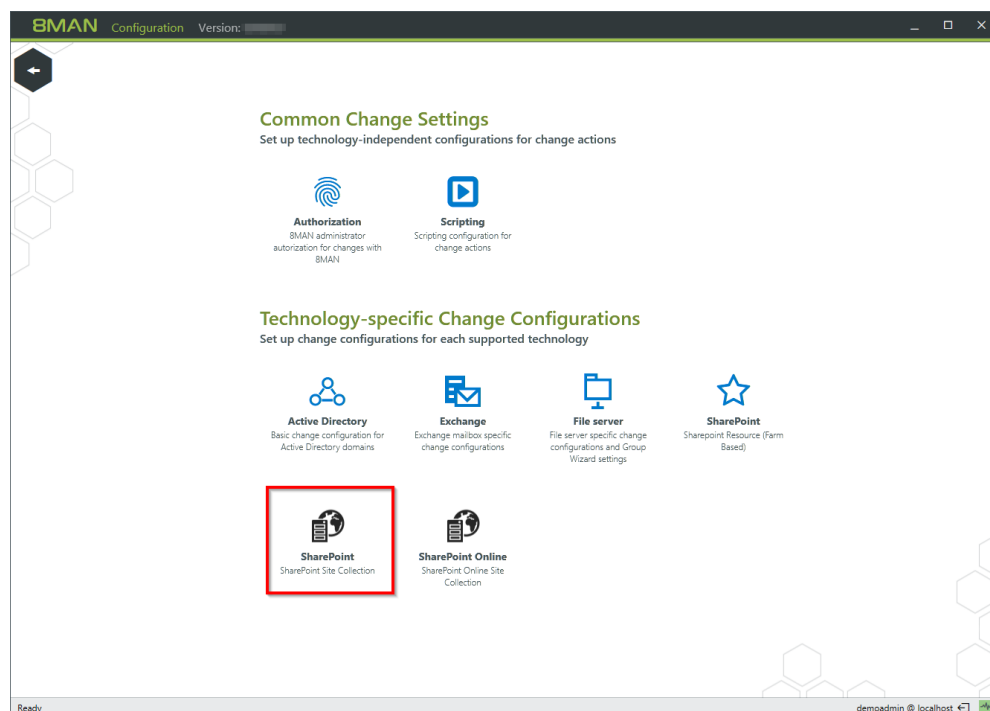 8MAN Configuration Version:
Common Change Settings
Set up technology-independent configurations for change actions
Authorization
8MAN administrator
autorization for changes with
8MAN
Scripting
Scripting configuration for
change actions
Technology-specific Change Configurations
Set up change configurations for each supported technology
Active Directory
Basic change configuration for
Active Directory domains
Exchange
Exchange mailbox specific
change configurations
File server
File server specific change
configurations and Group
Wizard settings
SharePoint
Sharepoint Resource (Farm
Based)
SharePoint
SharePoint Site Collection
SharePoint Online
SharePoint Online Site
Collection
Ready
demoadmin @ localhost